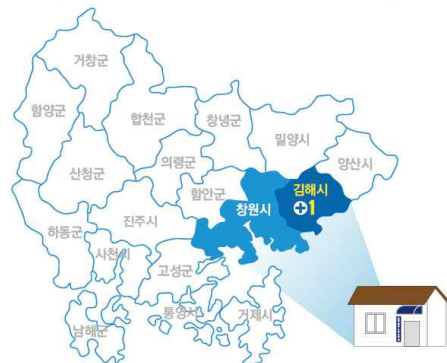 거창군
함양군
합천군
창녕군
밀양시
양산시
산청군
의령군
함안군
창원시
김해시
+1
진주시
하동군
사천시
고성군
통영시
거제시
남해군